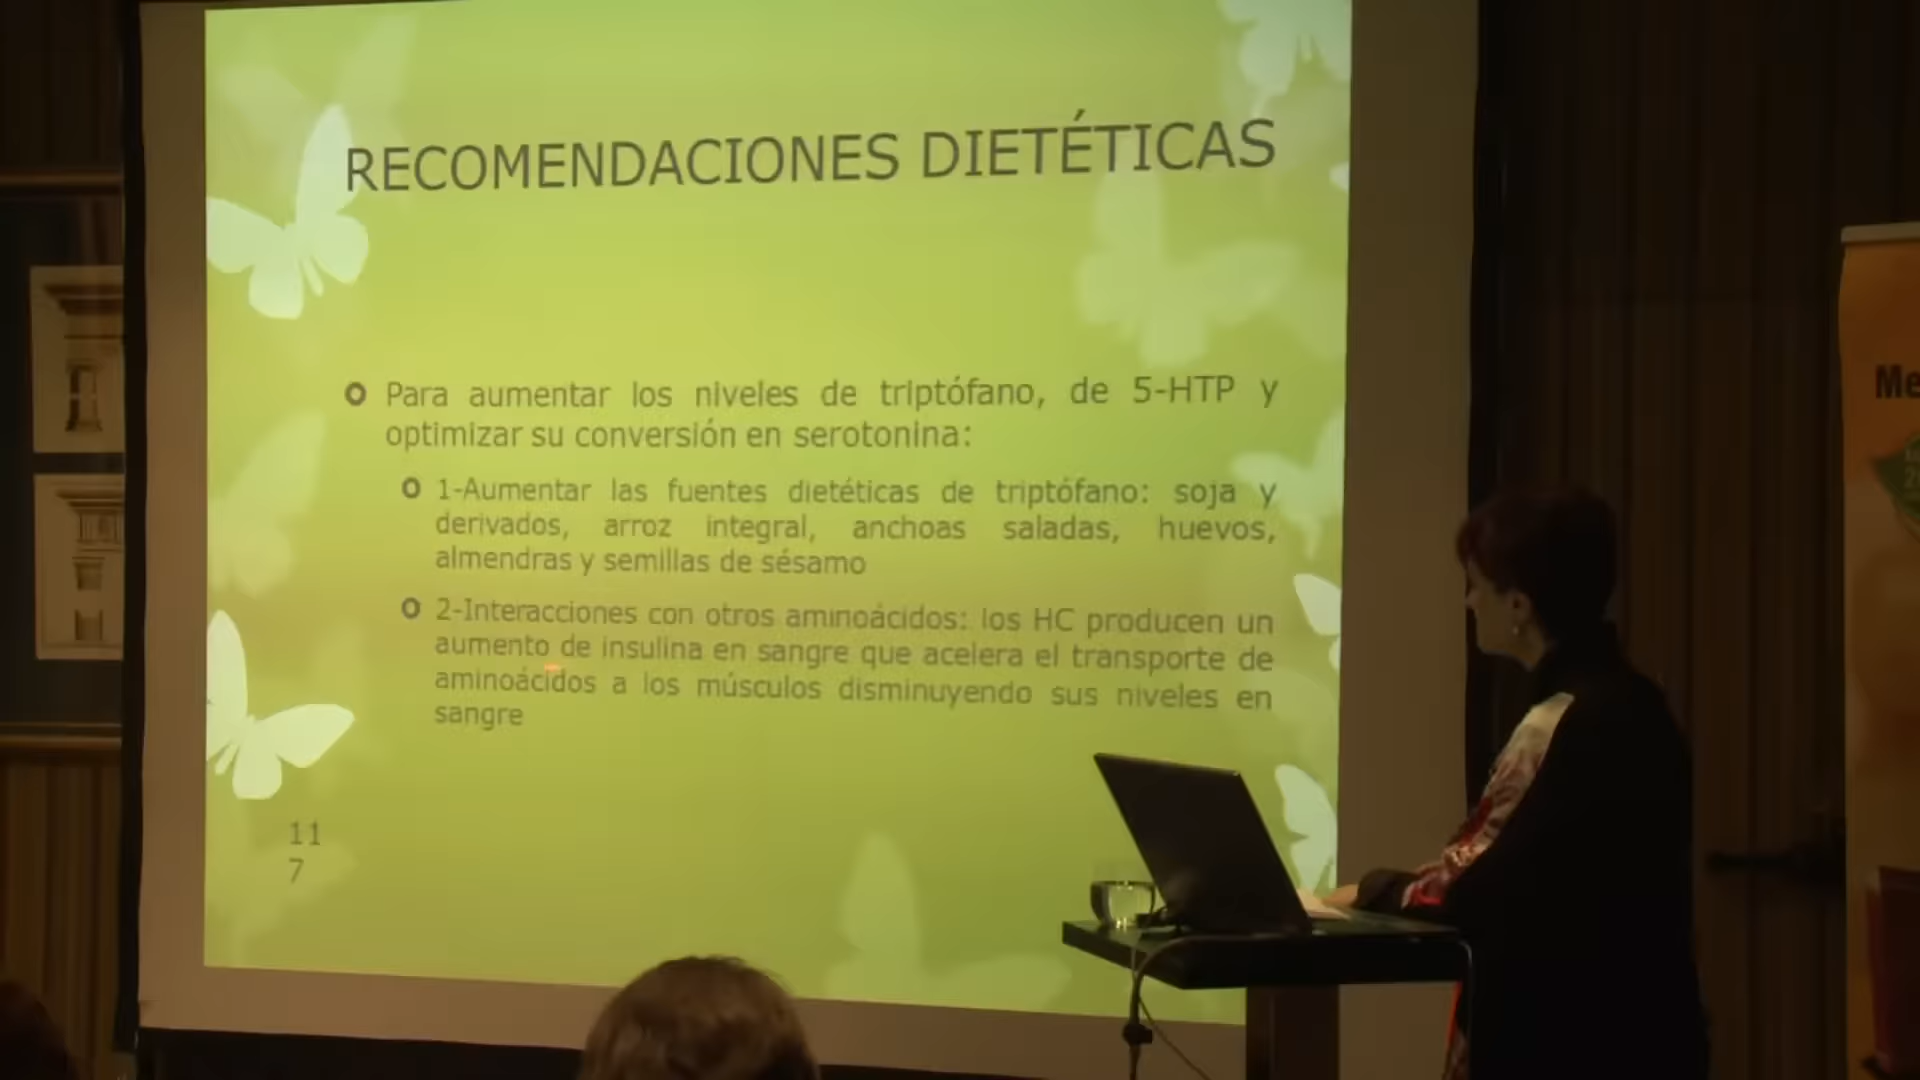 RECOMENDACIONES DIETÉTICAS
Para aumentar los niveles de triptófano, de 5-HTP y
optimizar su conversión en serotonina:
1-Aumentar las fuentes dietéticas de triptófano: soja y
derivados, arroz integral, anchoas saladas, huevos,
almendras y semillas de sésamo
2-Interacciones con otros aminoácidos: los HC producen un
aumento de insulina en sangre que acelera el transporte de
aminoácidos a los músculos disminuyendo sus niveles en
sangre
11
7
Me